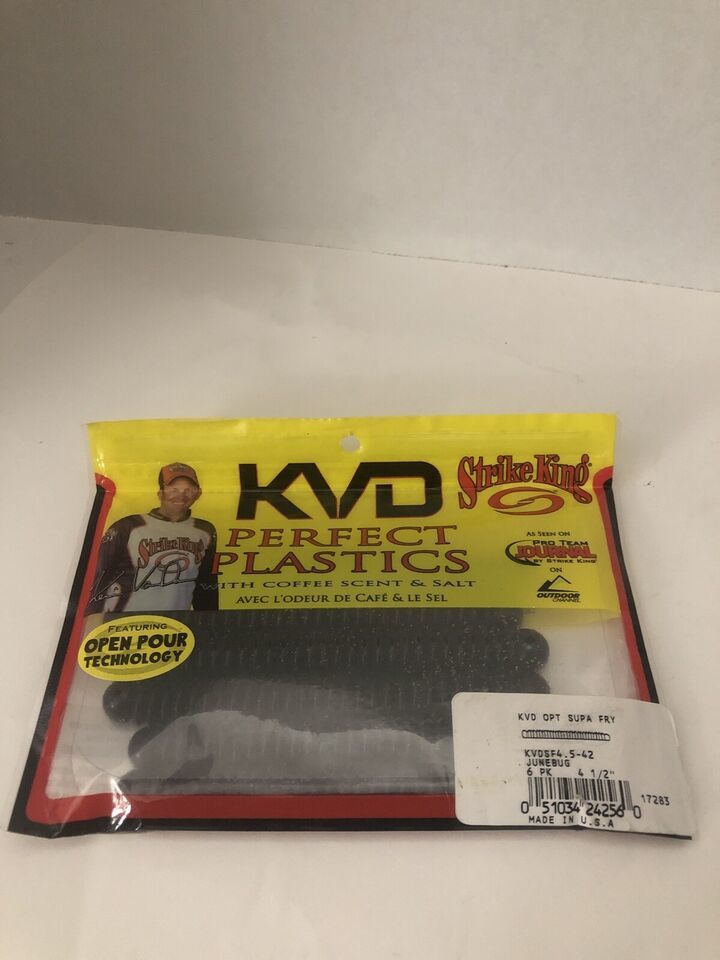 KVD
Strike King
PERFECT
PLASTICS
WITH COFFEE SCENT & SALT
AVEC L'ODEUR DE CAFÉ & LE SEL
AS SEEN ON
PRO TEAM
JOURNAL
BY STRIKE KING
ON
OUTDOOR
CHANNEL
Strike King
FEATURING
OPEN POUR
TECHNOLOGY
KVD OPT SUPA FRY
KVDSF4.5-42
JUNEBUG
6 PK 4 1/2"
17283
0 51034 24256 0
MADE IN U.S.A